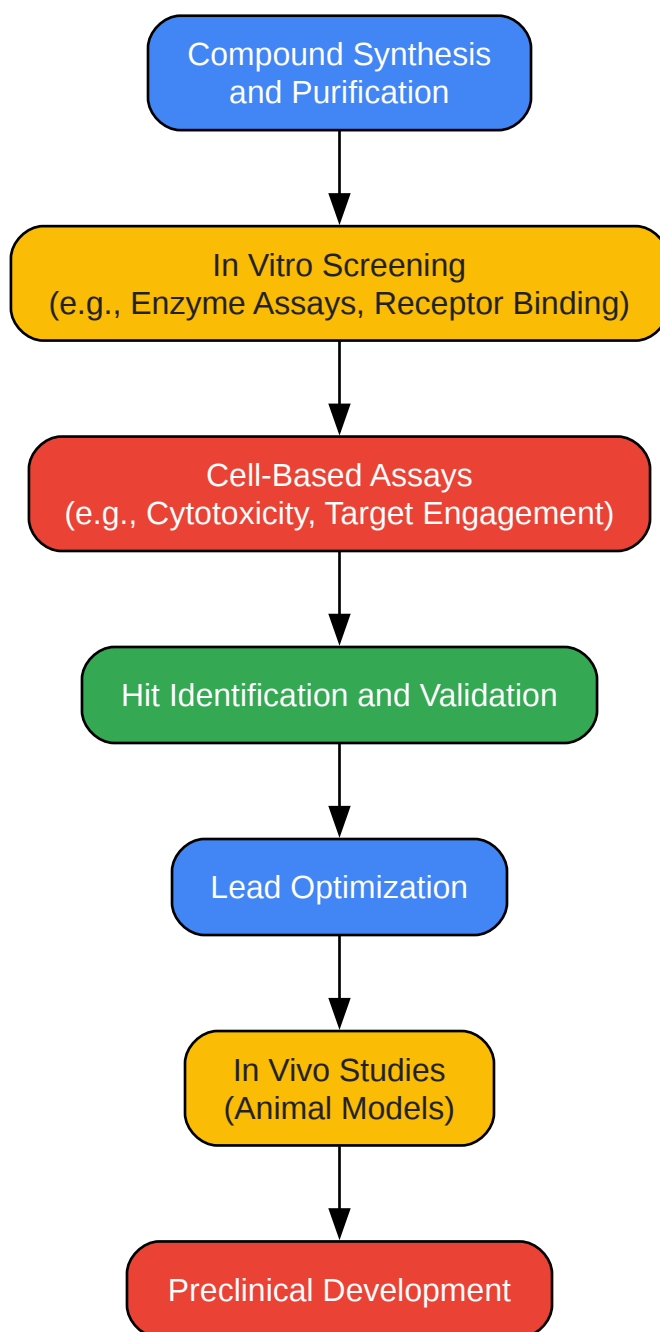 Compound Synthesis
and Purification
In Vitro Screening
(e.g., Enzyme Assays, Receptor Binding)
Cell-Based Assays
(e.g., Cytotoxicity, Target Engagement)
Hit Identification and Validation
Lead Optimization
In Vivo Studies
(Animal Models)
Preclinical Development